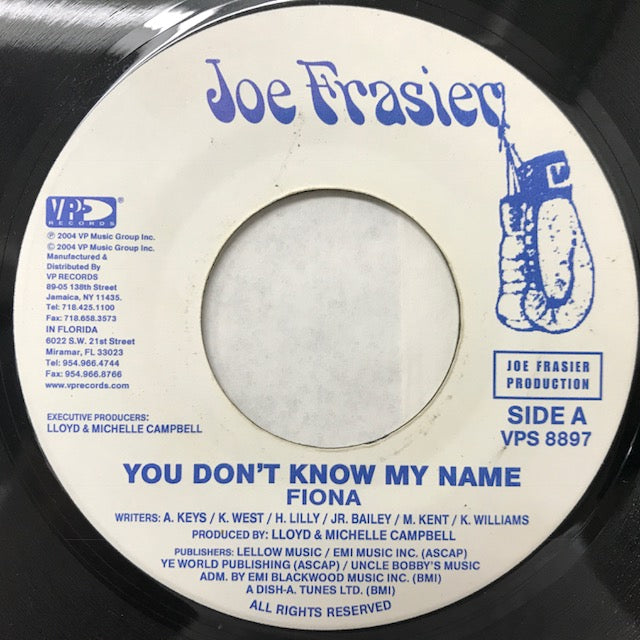 Joe Frasier
VP
RECORDS
℗ 2004 VP Music Group Inc.
© 2004 VP Music Group Inc.
Manufactured &
Distributed By
VP RECORDS
89-05 138th Street
Jamaica, NY 11435.
Tel: 718.425.1100
Fax: 718.658.3573
IN FLORIDA
6022 S.W. 21st Street
Miramar, FL 33023
Tel: 954.966.4744
Fax: 954.966.8766
www.vprecords.com
EXECUTIVE PRODUCERS:
LLOYD & MICHELLE CAMPBELL
JOE FRASIER
PRODUCTION
SIDE A
VPS 8897
YOU DON'T KNOW MY NAME
FIONA
WRITERS: A. KEYS / K. WEST / H. LILLY / JR. BAILEY / M. KENT / K. WILLIAMS
PRODUCED BY: LLOYD & MICHELLE CAMPBELL
PUBLISHERS: LELLOW MUSIC / EMI MUSIC INC. (ASCAP)
YE WORLD PUBLISHING (ASCAP) / UNCLE BOBBY'S MUSIC
ADM. BY EMI BLACKWOOD MUSIC INC. (BMI)
A DISH-A. TUNES LTD. (BMI)
ALL RIGHTS RESERVED